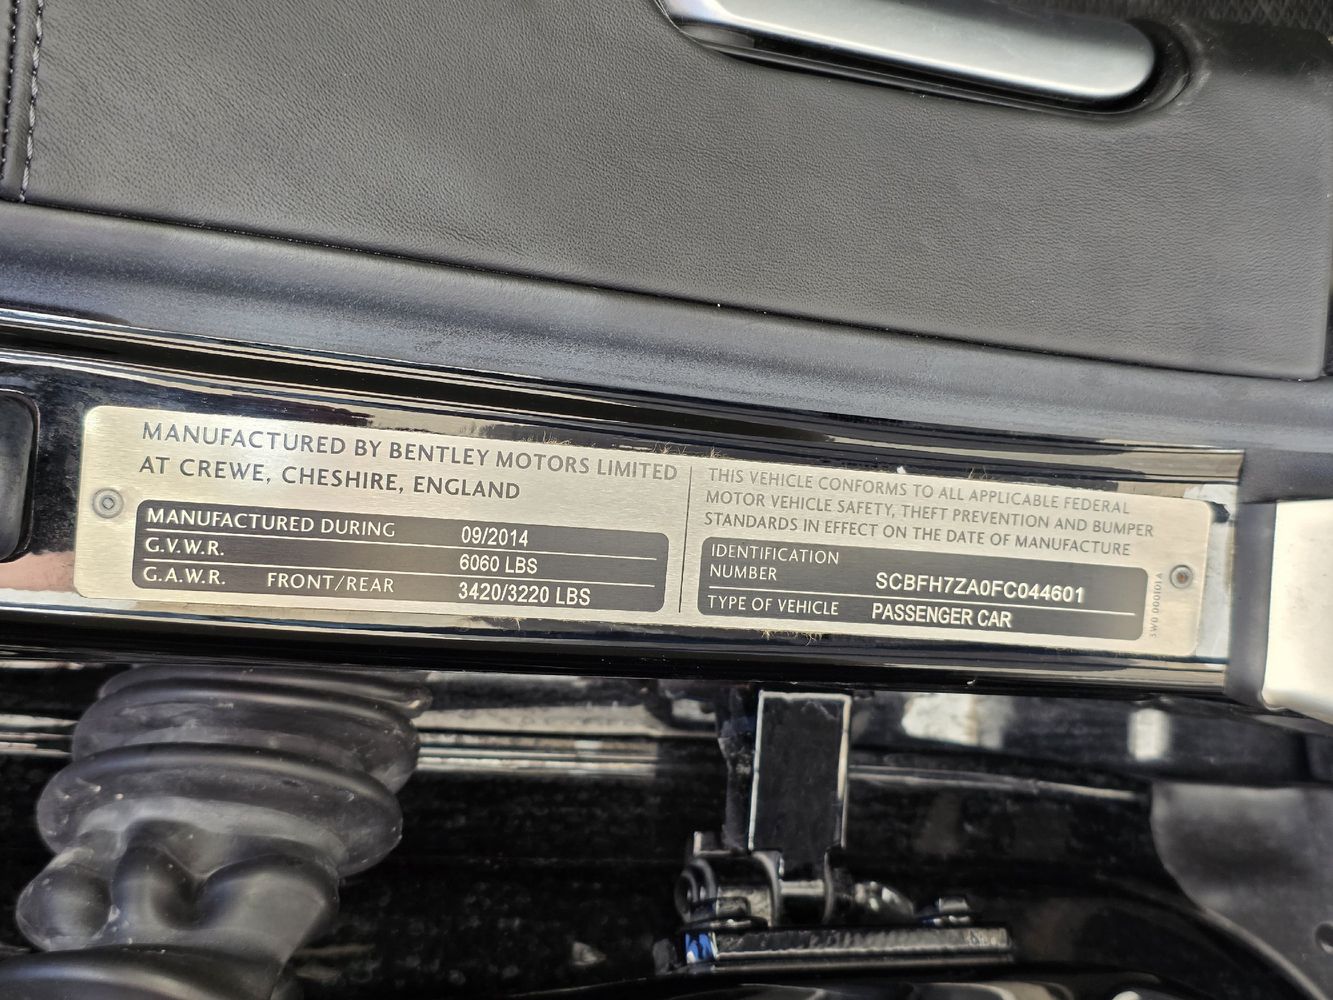 MANUFACTURED BY BENTLEY MOTORS LIMITED
AT CREWE, CHESHIRE, ENGLAND
MANUFACTURED DURING 09/2014
G.V.W.R. 6060 LBS
G.A.W.R. FRONT/REAR 3420/3220 LBS
THIS VEHICLE CONFORMS TO ALL APPLICABLE FEDERAL
MOTOR VEHICLE SAFETY, THEFT PREVENTION AND BUMPER
STANDARDS IN EFFECT ON THE DATE OF MANUFACTURE
IDENTIFICATION
NUMBER SCBFH7ZA0FC044601
TYPE OF VEHICLE PASSENGER CAR
3W0 000101A